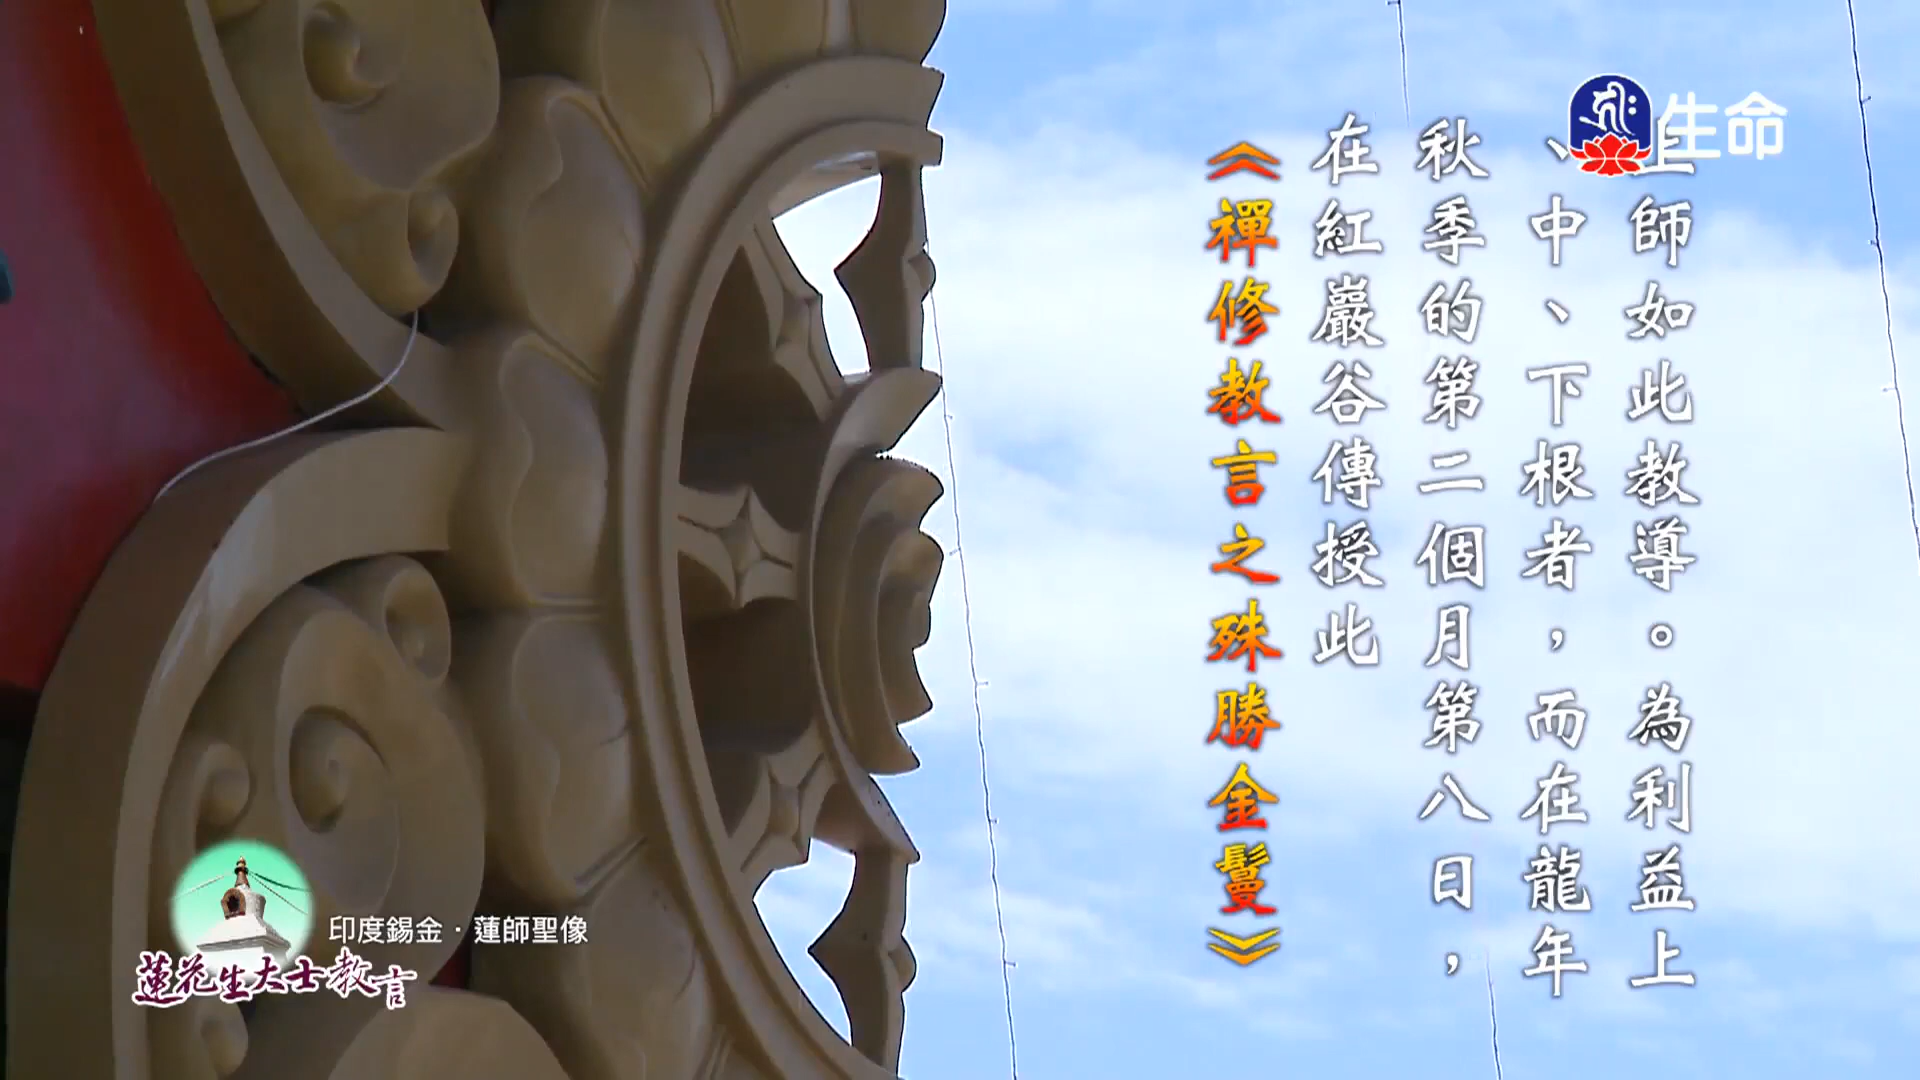 上師如此教導。為利益上
、中、下根者，而在龍年
秋季的第二個月第八日，
在紅巖谷傳授此
《禪修教言之殊勝金鬘》
生命
印度錫金．蓮師聖像
蓮花生大士教言